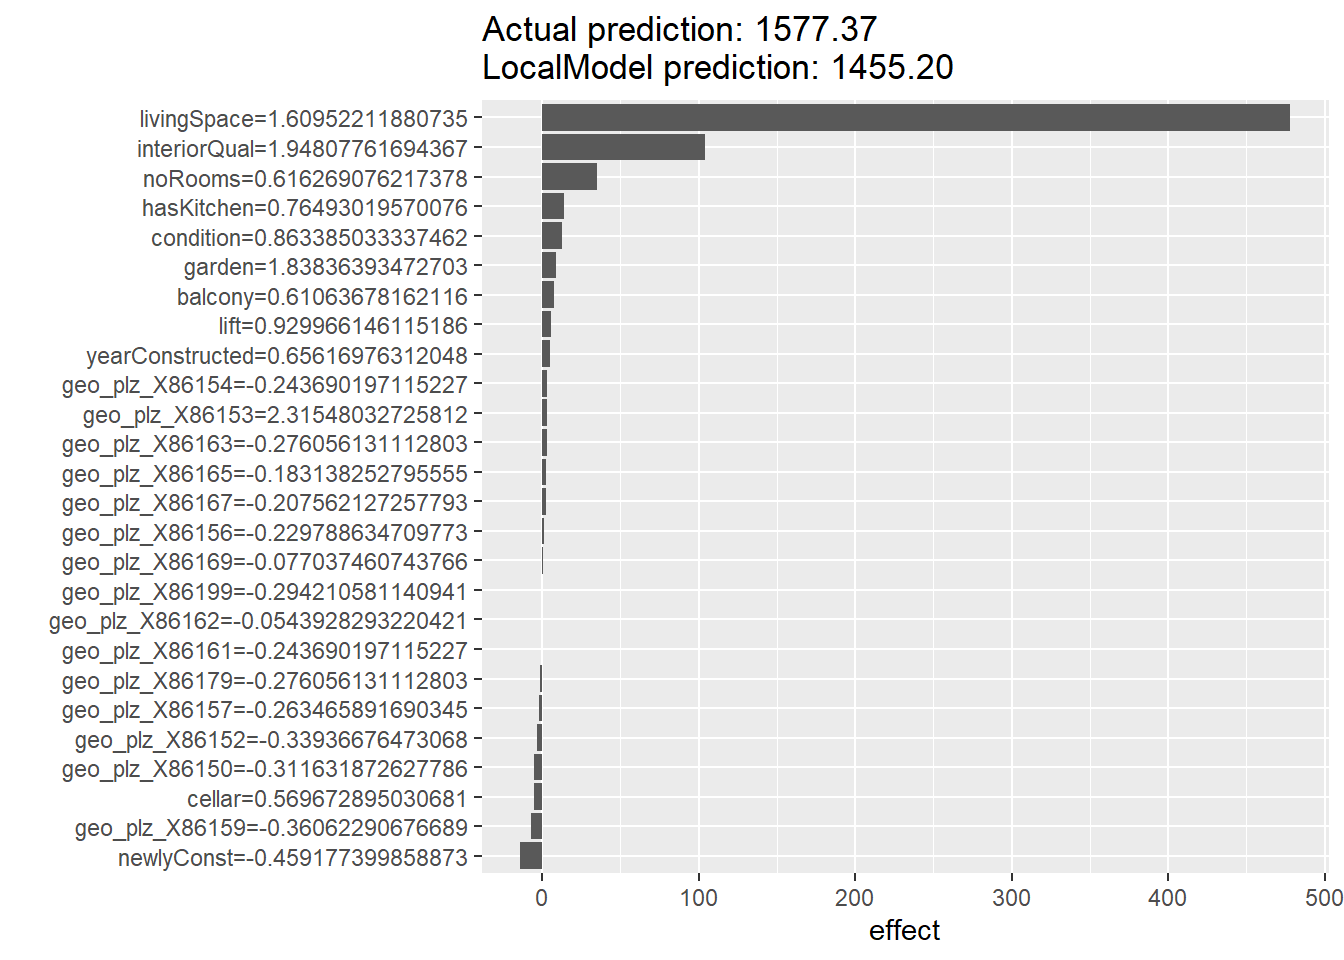 Actual prediction: 1577.37
LocalModel prediction: 1455.20
livingSpace=1.60952211880735
interiorQual=1.94807761694367
noRooms=0.616269076217378
hasKitchen=0.76493019570076
condition=0.863385033337462
garden=1.83836393472703
balcony=0.61063678162116
lift=0.929966146115186
yearConstructed=0.65616976312048
geo_plz_X86154=-0.243690197115227
geo_plz_X86153=2.31548032725812
geo_plz_X86163=-0.276056131112803
geo_plz_X86165=-0.183138252795555
geo_plz_X86167=-0.207562127257793
geo_plz_X86156=-0.229788634709773
geo_plz_X86169=-0.077037460743766
geo_plz_X86199=-0.294210581140941
geo_plz_X86162=-0.0543928293220421
geo_plz_X86161=-0.243690197115227
geo_plz_X86179=-0.276056131112803
geo_plz_X86157=-0.263465891690345
geo_plz_X86152=-0.33936676473068
geo_plz_X86150=-0.311631872627786
cellar=0.569672895030681
geo_plz_X86159=-0.36062290676689
newlyConst=-0.459177399858873
0 100 200 300 400 500
effect